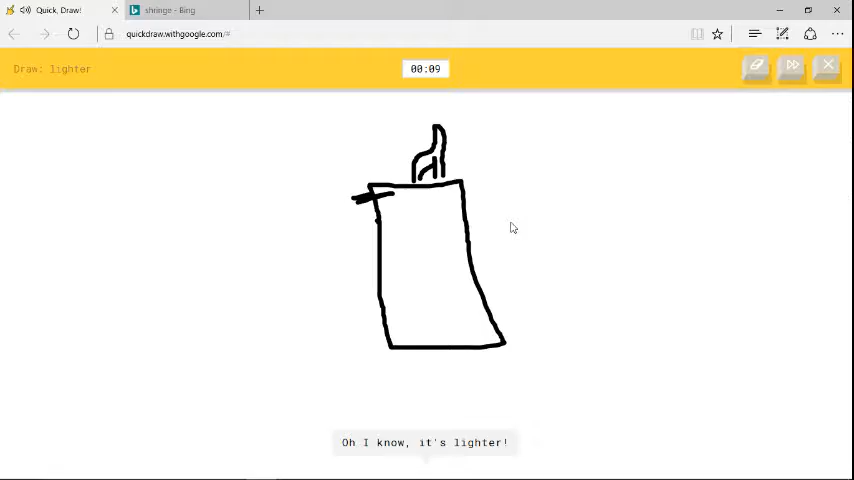 Quick, Draw!
shringe - Bing
quickdraw.withgoogle.com/#
Draw: lighter
00:09
Oh I know, it's lighter!